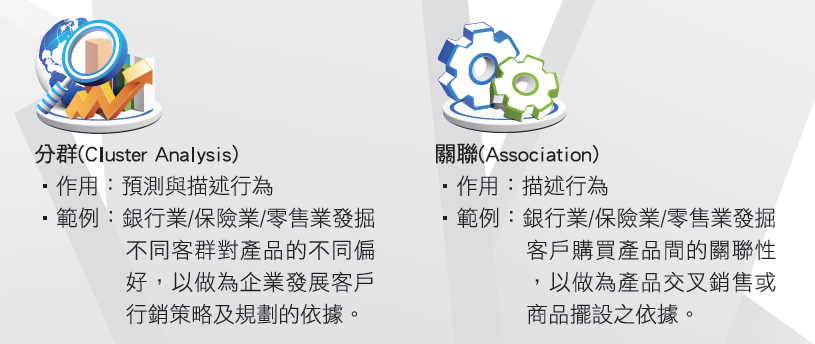 分群(Cluster Analysis)
▪作用：預測與描述行為
▪範例：銀行業/保險業/零售業發掘
不同客群對產品的不同偏
好，以做為企業發展客戶
行銷策略及規劃的依據。
關聯(Association)
▪作用：描述行為
▪範例：銀行業/保險業/零售業發掘
客戶購買產品間的關聯性
，以做為產品交叉銷售或
商品擺設之依據。